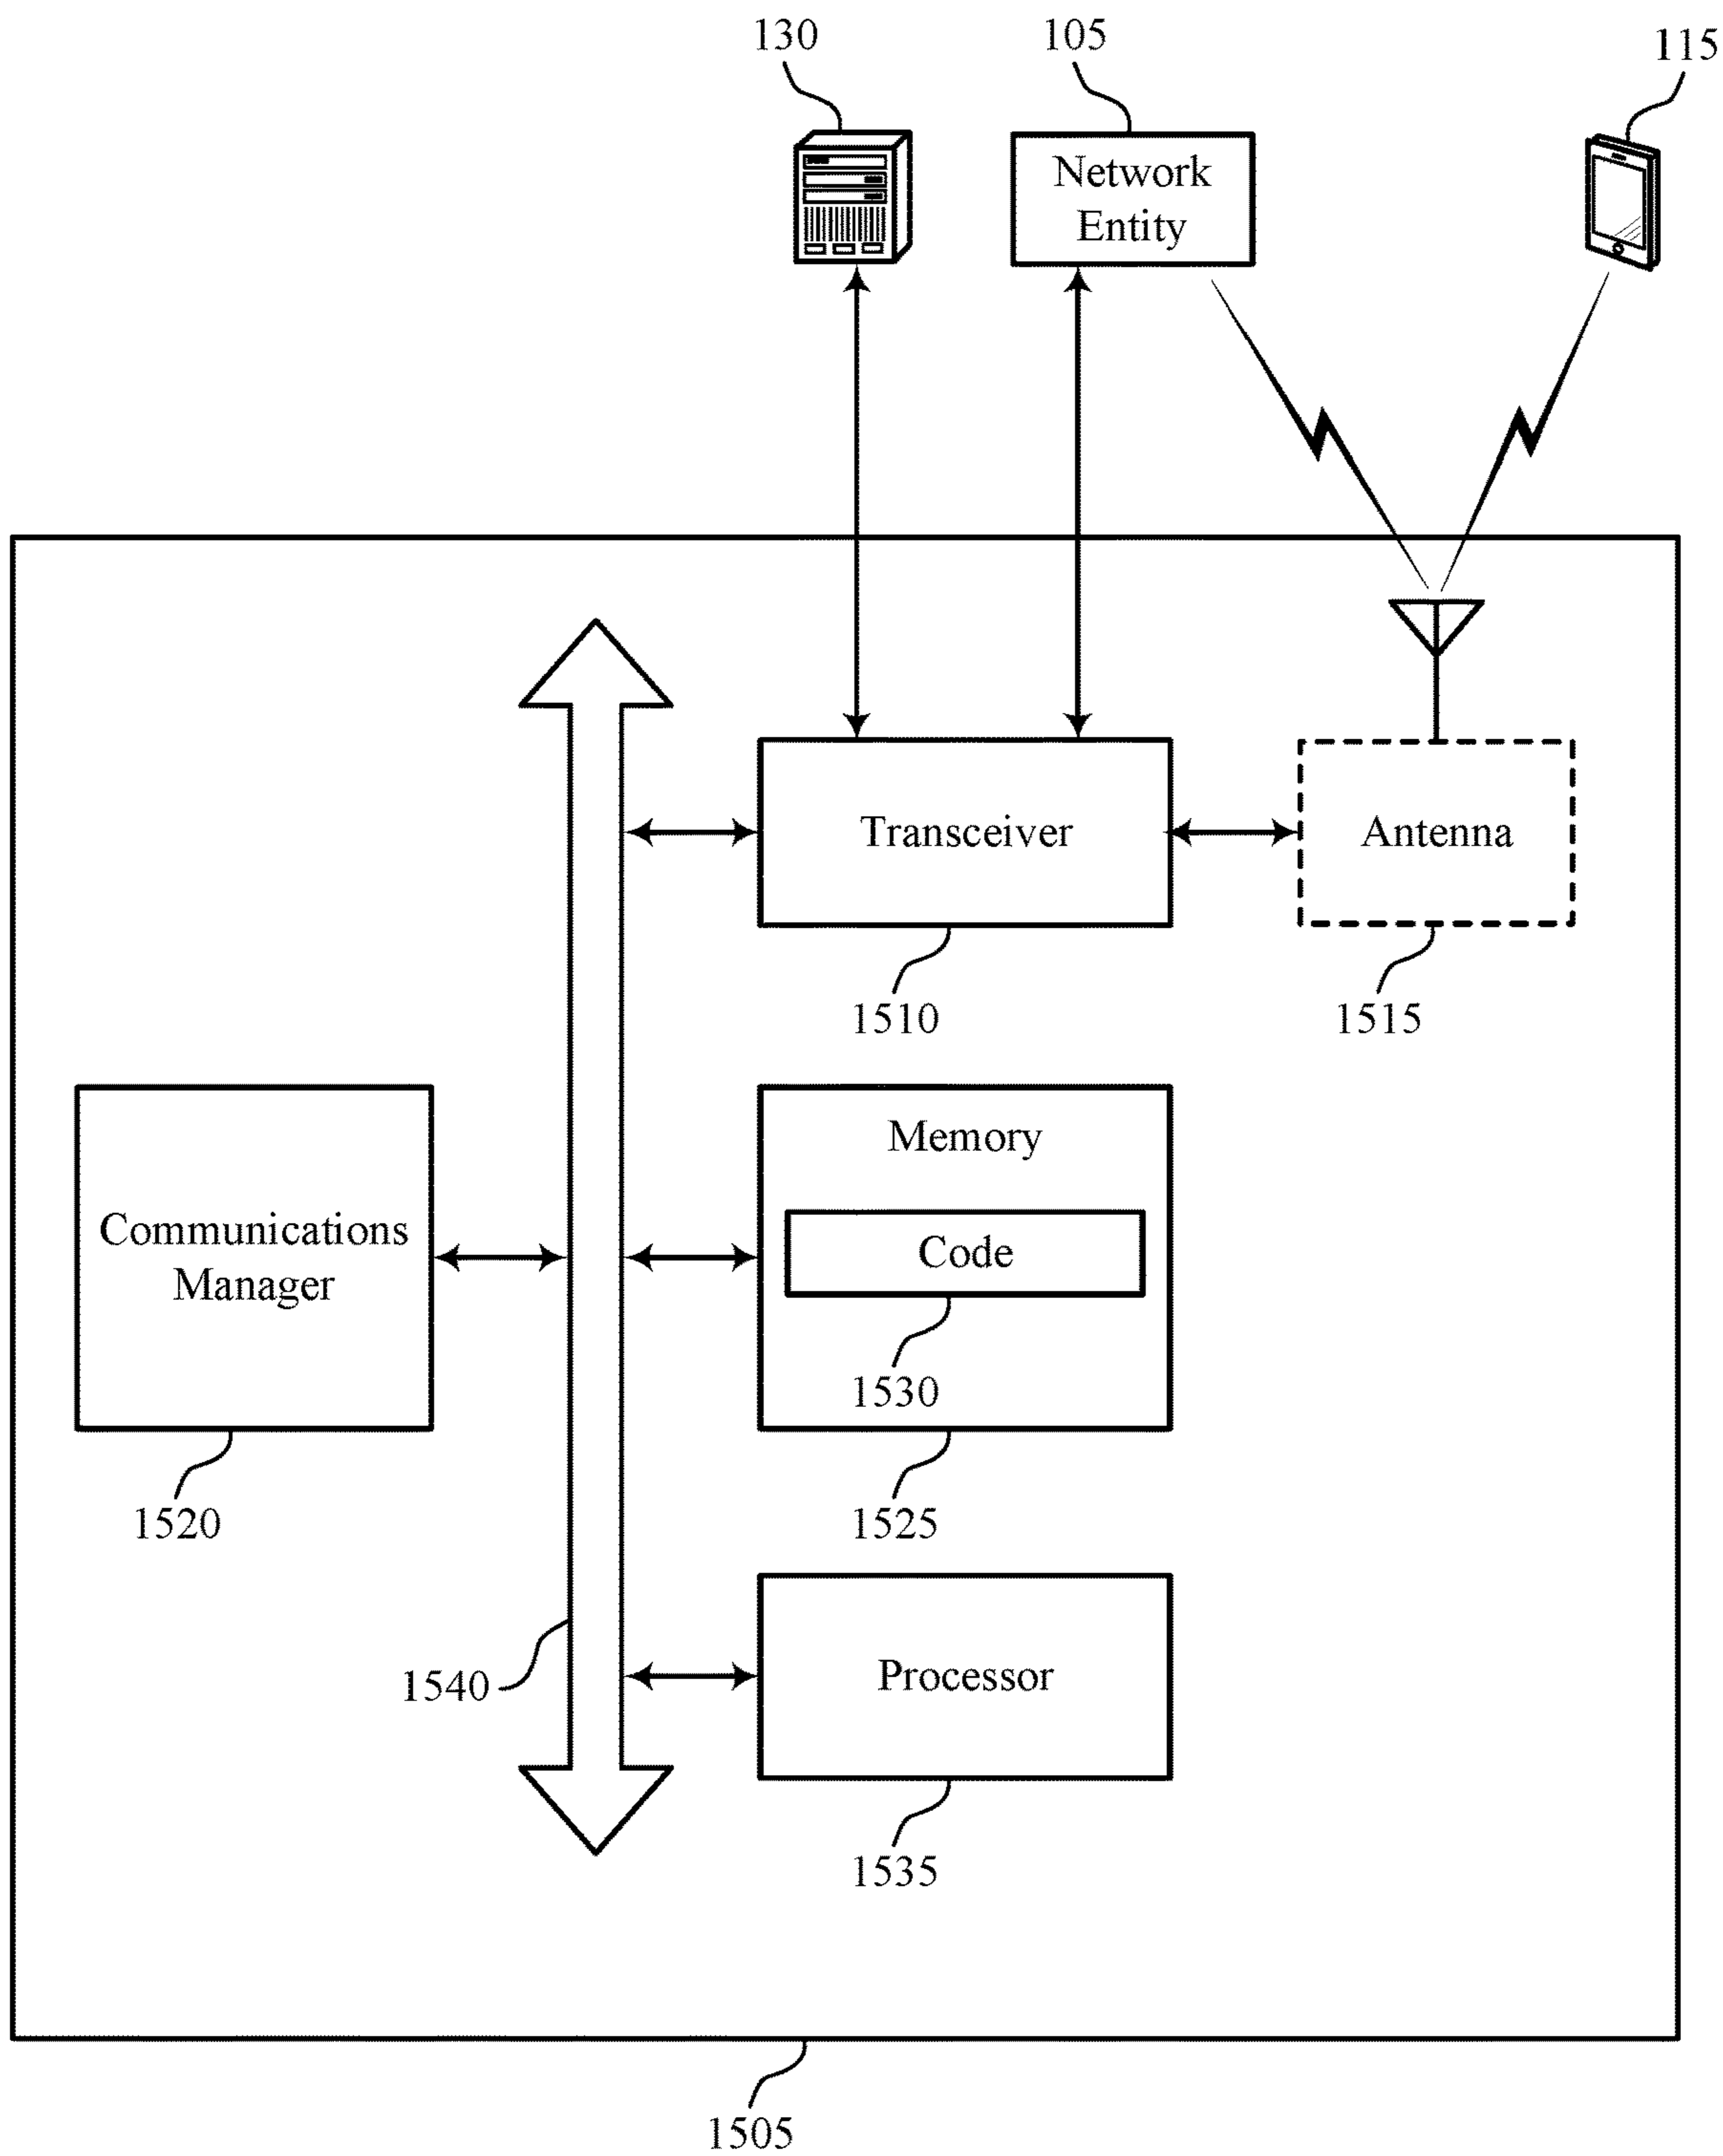 130
105
115
Network
Entity
Transceiver
Antenna
1510
1515
Memory
Communications
Manager
Code
1530
1520
1525
1540
Processor
1535
1505